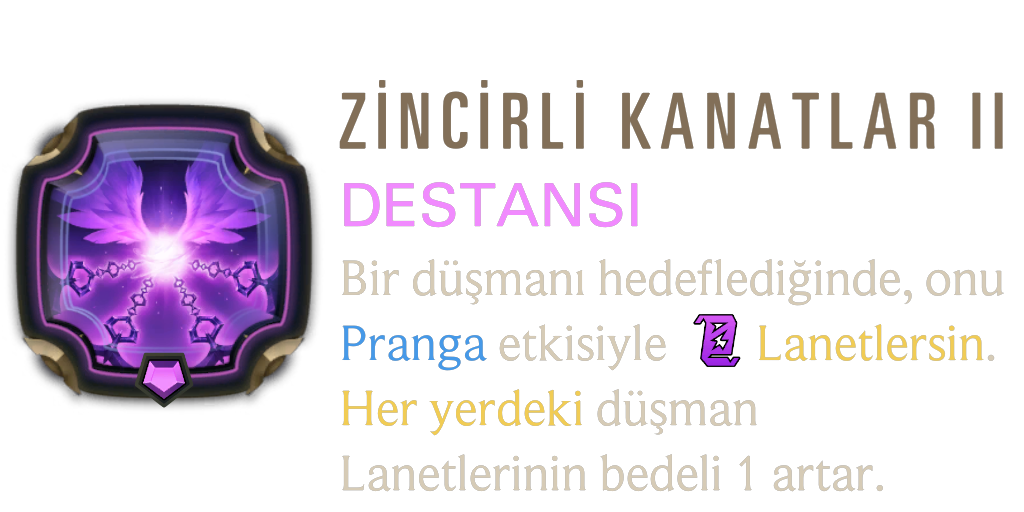 ZİNCİRLİ KANATLAR II
DESTANSI
Bir düşmanı hedeflediğinde, onu
Pranga etkisiyle Lanetlersin.
Her yerdeki düşman
Lanetlerinin bedeli 1 artar.